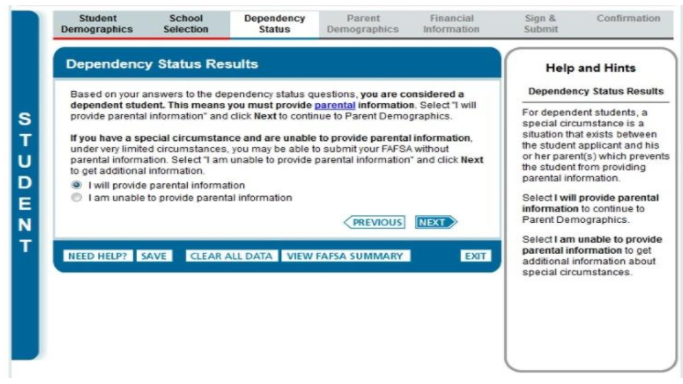 Student Demographics
School Selection
Dependency Status
Parent Demographics
Financial Information
Sign & Submit
Confirmation
STUDENT
Dependency Status Results
Based on your answers to the dependency status questions, you are considered a
dependent student. This means you must provide parental information. Select "I will
provide parental information" and click Next to continue to Parent Demographics.
If you have a special circumstance and are unable to provide parental information,
under very limited circumstances, you may be able to submit your FAFSA without
parental information. Select "I am unable to provide parental information" and click Next
to get additional information.
I will provide parental information
I am unable to provide parental information
PREVIOUS NEXT
NEED HELP? SAVE CLEAR ALL DATA VIEW FAFSA SUMMARY EXIT
Help and Hints
Dependency Status Results
For dependent students, a
special circumstance is a
situation that exists between
the student applicant and his
or her parent(s) which prevents
the student from providing
parental information.
Select I will provide parental
information to continue to
Parent Demographics.
Select I am unable to provide
parental information to get
additional information about
special circumstances.